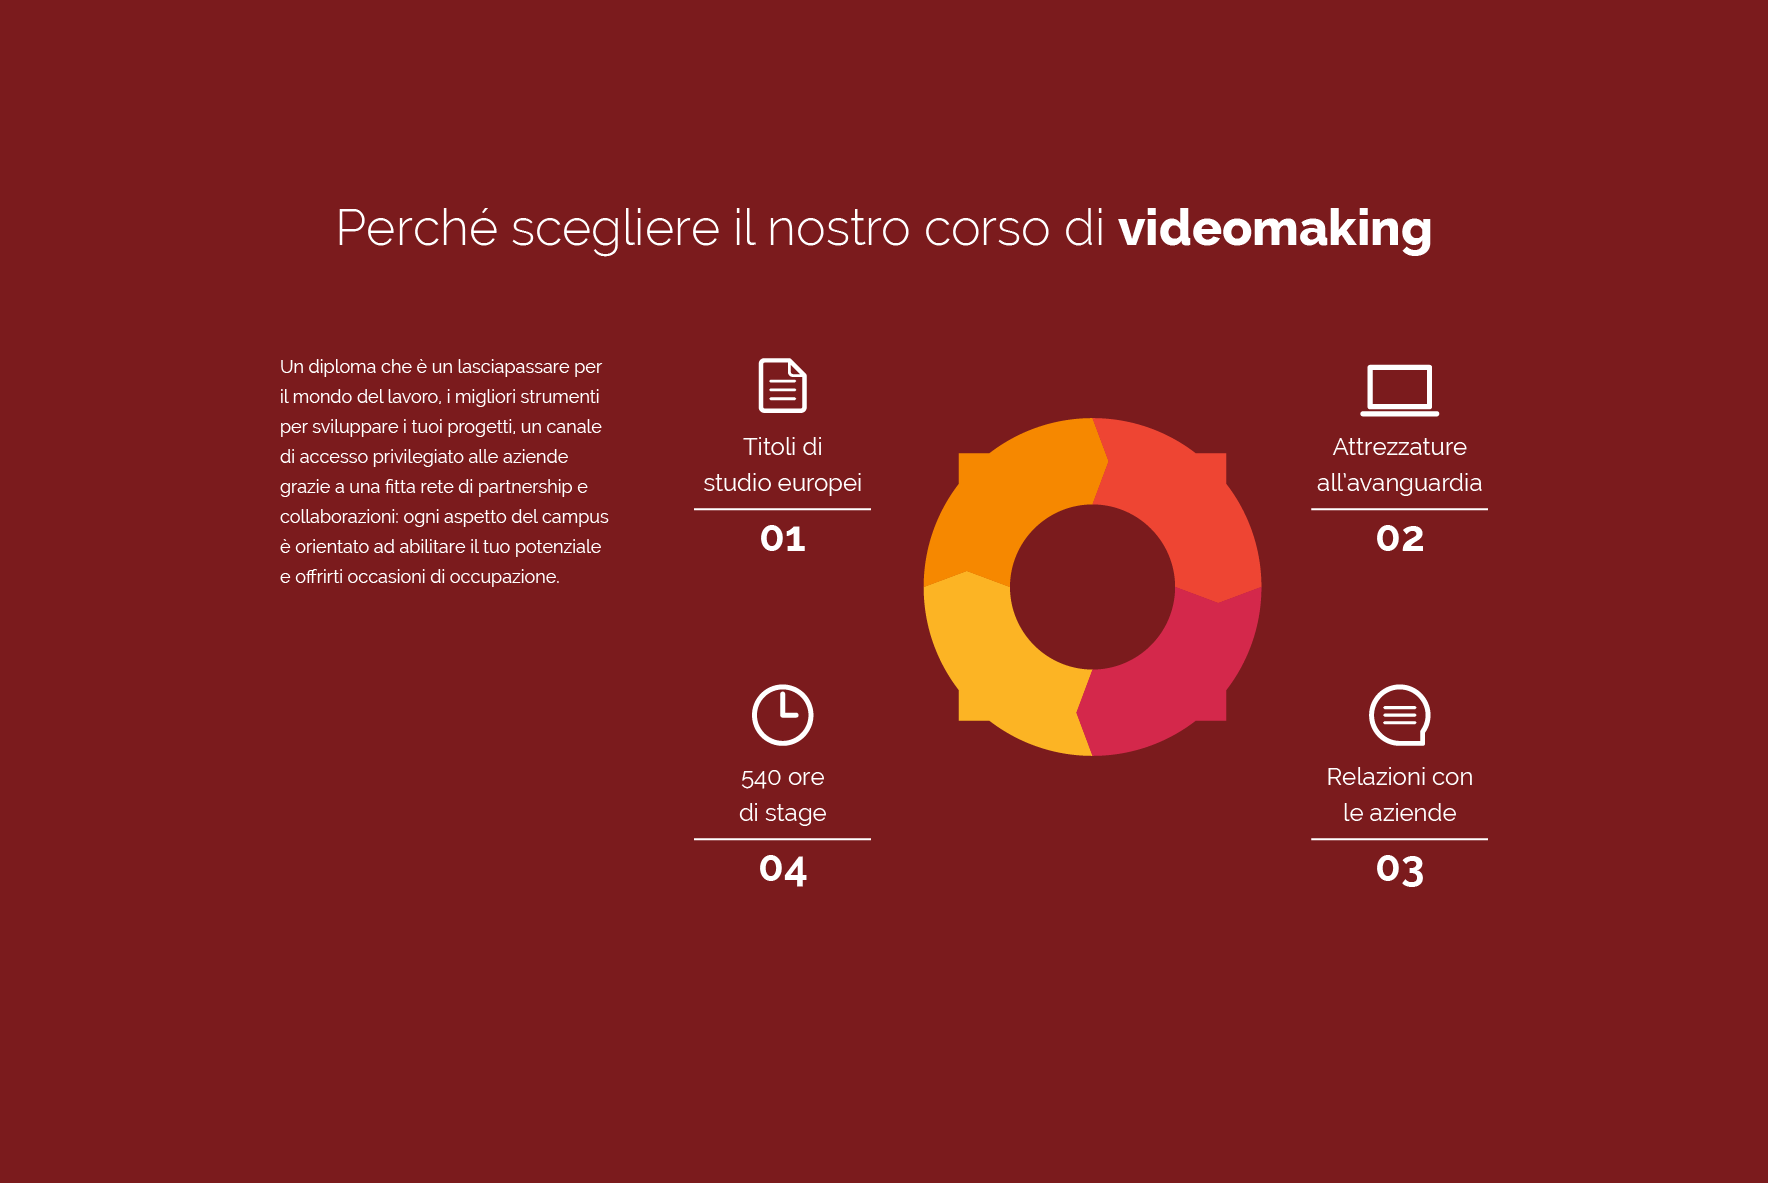 Perché scegliere il nostro corso di videomaking
Un diploma che è un lasciapassare per
il mondo del lavoro, i migliori strumenti
per sviluppare i tuoi progetti, un canale
di accesso privilegiato alle aziende
grazie a una fitta rete di partnership e
collaborazioni: ogni aspetto del campus
è orientato ad abilitare il tuo potenziale
e offrirti occasioni di occupazione.
Titoli di
studio europei
01
Attrezzature
all'avanguardia
02
540 ore
di stage
04
Relazioni con
le aziende
03